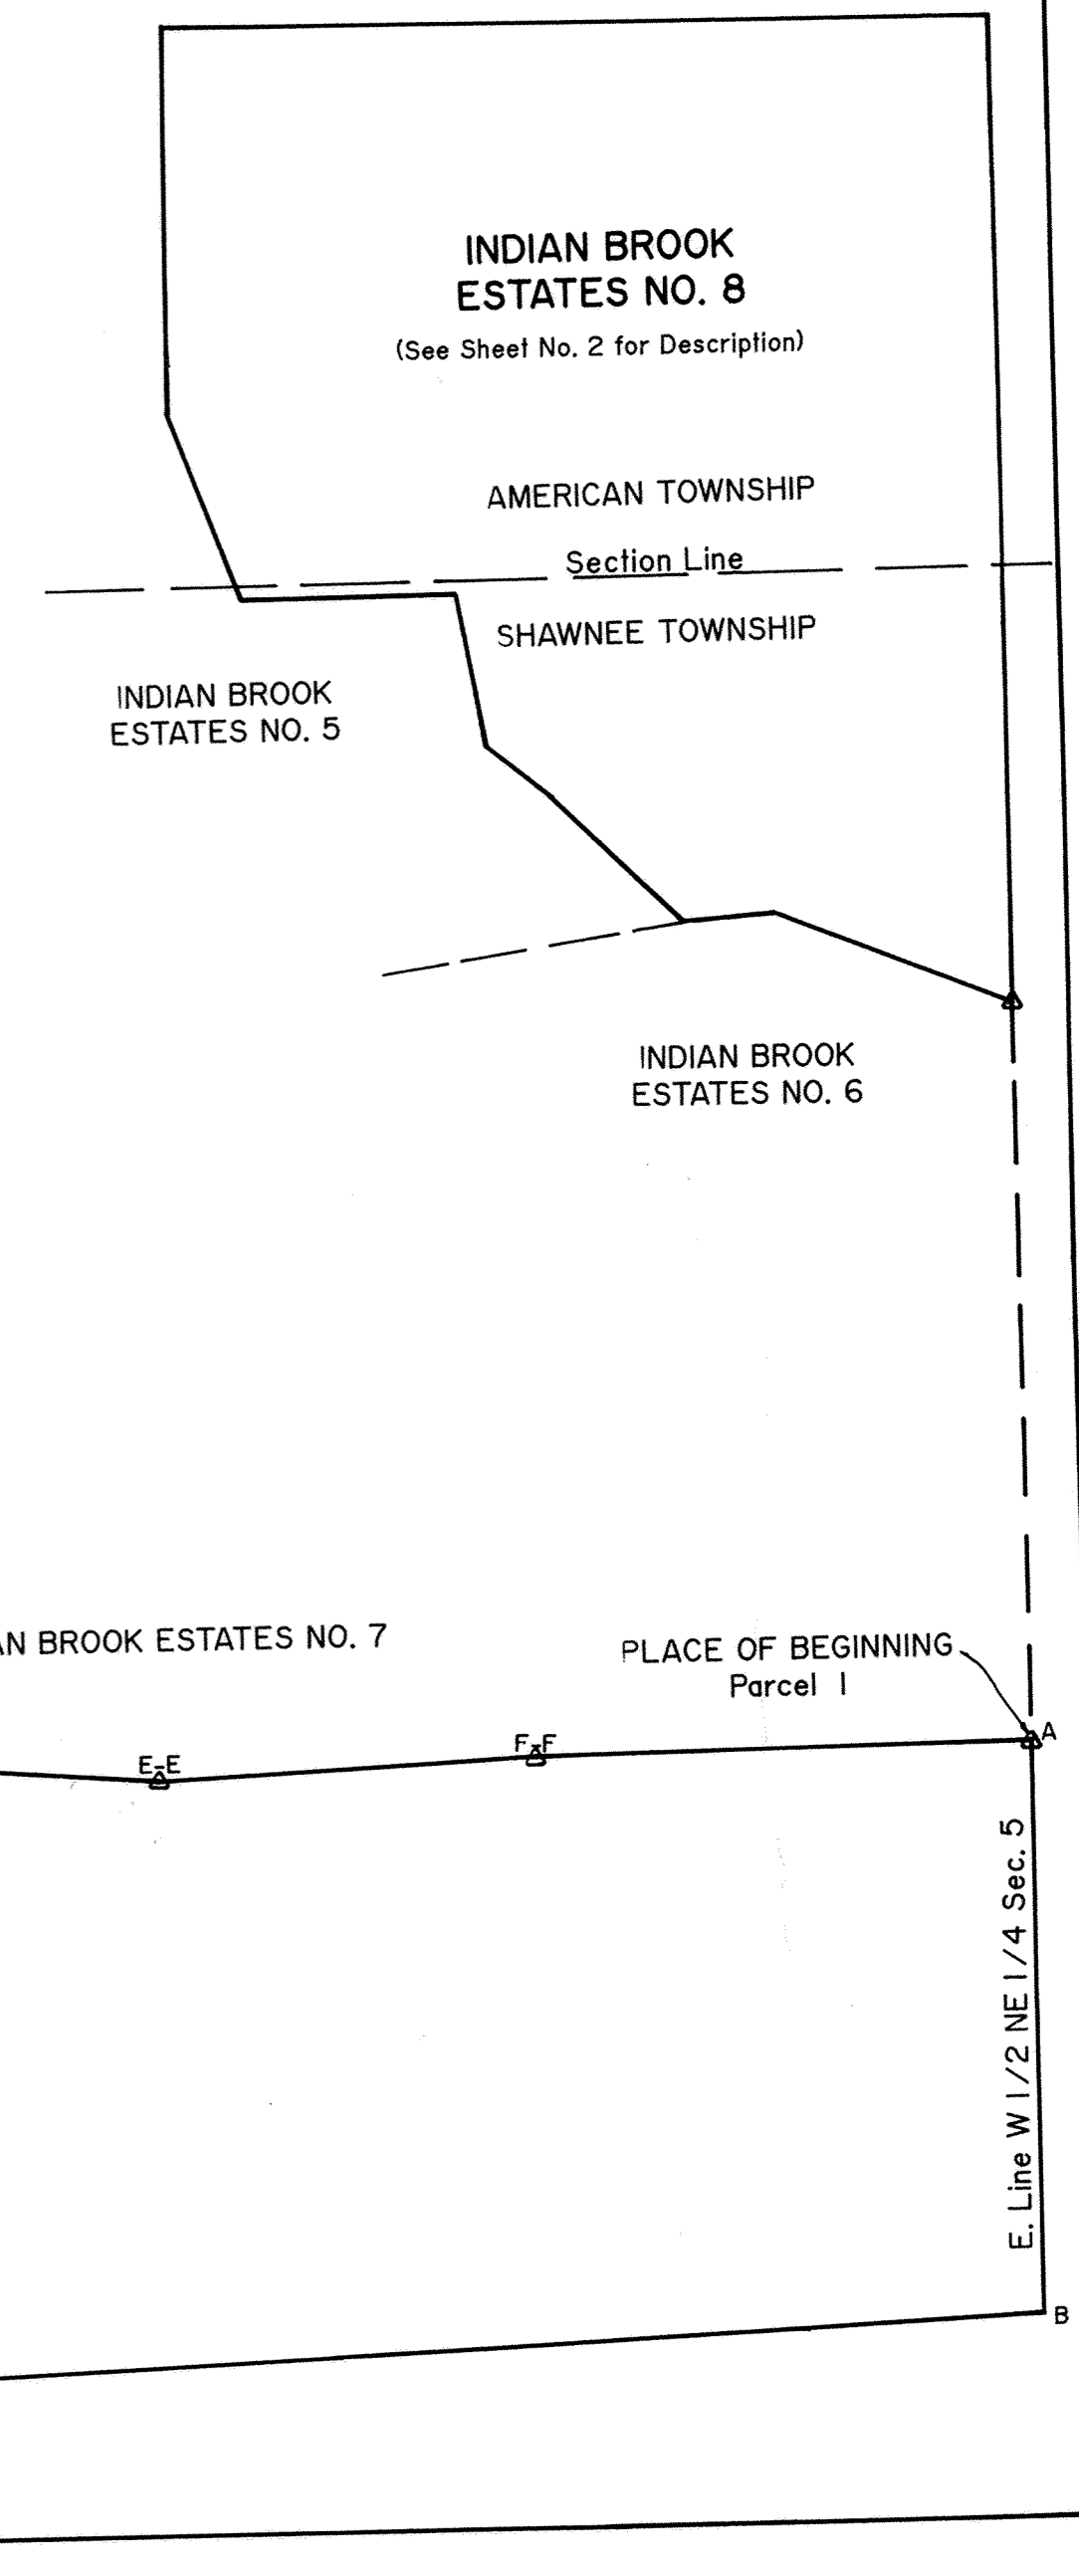 INDIAN BROOK
ESTATES NO. 8
(See Sheet No. 2 for Description)
AMERICAN TOWNSHIP
Section Line
SHAWNEE TOWNSHIP
INDIAN BROOK
ESTATES NO. 5
INDIAN BROOK
ESTATES NO. 6
AN BROOK ESTATES NO. 7
PLACE OF BEGINNING
Parcel 1
A
F-F
E-E
E. Line W 1/2 NE 1/4 Sec. 5
B